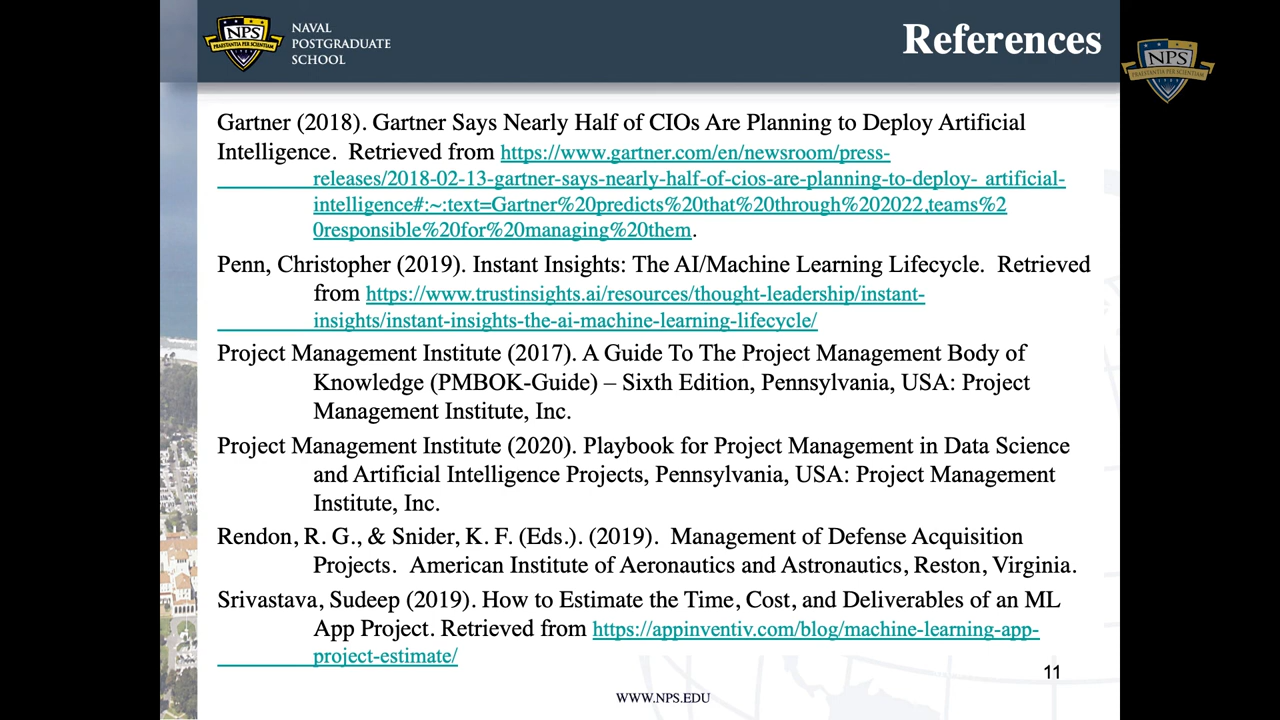 NPS
PRAESTANTIA PER SCIENTIAM
NAVAL
POSTGRADUATE
SCHOOL
References
NPS
PRAESTANTIA PER SCIENTIAM
Gartner (2018). Gartner Says Nearly Half of CIOs Are Planning to Deploy Artificial
Intelligence. Retrieved from https://www.gartner.com/en/newsroom/press-
releases/2018-02-13-gartner-says-nearly-half-of-cios-are-planning-to-deploy- artificial-
intelligence#:~:text=Gartner%20predicts%20that%20through%202022,teams%2
0responsible%20for%20managing%20them.
Penn, Christopher (2019). Instant Insights: The AI/Machine Learning Lifecycle. Retrieved
from https://www.trustinsights.ai/resources/thought-leadership/instant-
insights/instant-insights-the-ai-machine-learning-lifecycle/
Project Management Institute (2017). A Guide To The Project Management Body of
Knowledge (PMBOK-Guide) – Sixth Edition, Pennsylvania, USA: Project
Management Institute, Inc.
Project Management Institute (2020). Playbook for Project Management in Data Science
and Artificial Intelligence Projects, Pennsylvania, USA: Project Management
Institute, Inc.
Rendon, R. G., & Snider, K. F. (Eds.). (2019). Management of Defense Acquisition
Projects. American Institute of Aeronautics and Astronautics, Reston, Virginia.
Srivastava, Sudeep (2019). How to Estimate the Time, Cost, and Deliverables of an ML
App Project. Retrieved from https://appinventiv.com/blog/machine-learning-app-
project-estimate/
11
WWW.NPS.EDU